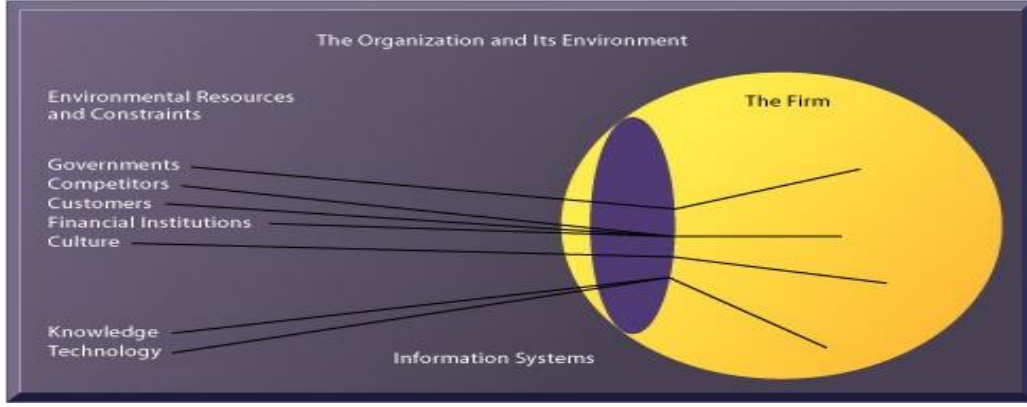 The Organization and Its Environment
Environmental Resources
and Constraints
The Firm
Governments
Competitors
Customers
Financial Institutions
Culture
Knowledge
Technology
Information Systems